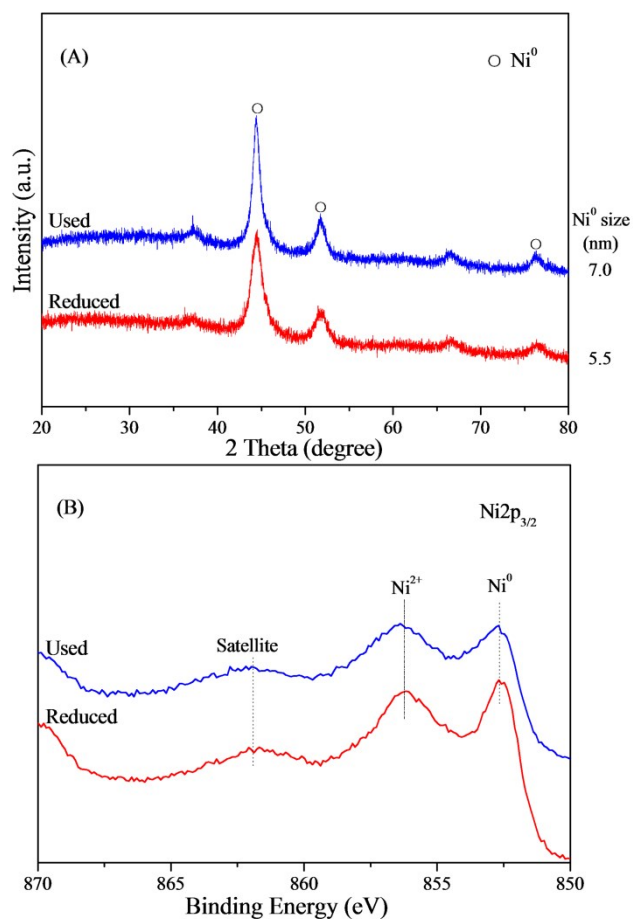 (A)
○ Ni⁰
Used
Reduced
Ni⁰ size
(nm)
7.0
5.5
Intensity (a.u.)
20 30 40 50 60 70 80
2 Theta (degree)
(B)
Ni2p₃/₂
Ni²⁺
Ni⁰
Satellite
Used
Reduced
870 865 860 855 850
Binding Energy (eV)